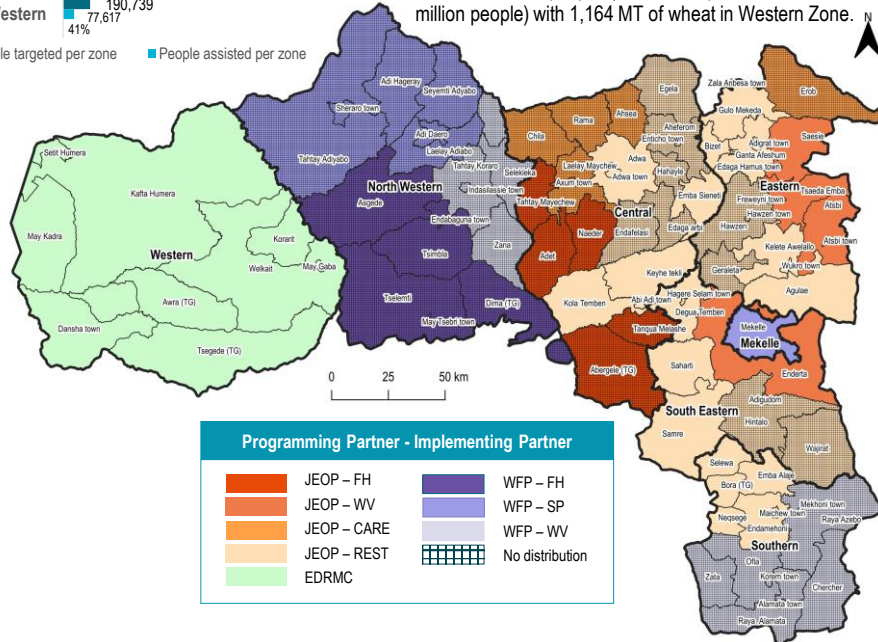 190,739
estern
77,617
41%
le targeted per zone
People assisted per zone
million people) with 1,164 MT of wheat in Western Zone.
N
Zala Anbesa town
Erob
Egela
Adi Hageray
Seyemti Adyabo
Gulo Mekeda
Sheraro town
Rama
Ahsea
Chila
Aheferom
Enticho town
Saesie
Adi Daero
Bizet
Adigrat town
Setit Humera
Laelay Adiabo
Ganta Afeshum
Adwa
Tahtay Adiyabo
Tahtay Koraro
Laelay Maychew
Edaga Hamus town
Selekleka
Hahayle
Adwa town
Axum town
Kafta Humera
North Western
Indasilassie town
Eastern
Tsaeda Emba
Asgede
Tahtay Mayechew
Emba Sieneti
Freweyni town
Atsbi
Central
Hawzen town
Endabaguna town
Naeder
Endafelasi
Edaga arbi
Hawzen
May Kadra
Korarit
Atsbi town
Zana
Kelete Awelallo
Western
Tsimbla
Adet
Welkait
May Gaba
Geraleta
Wukro town
Keyhe tekli
Agulae
Hagere Selam town
Awra (TG)
Tselemti
Dima (TG)
Kola Temben
Abi Adi town
Degua Temben
May Tsebri town
Tanqua Melashe
Mekelle
Dansha town
Mekelle
Tsegede (TG)
Saharti
Abergele (TG)
Enderta
0 25 50 km
Adigudom
South Eastern
Hintalo
Samre
Wajirat
Selewa
Emba Alaje
Bora (TG)
Mekhoni town
Neqsege
Maichew town
Raya Azebo
Endamehoni
Southern
Ofla
Zata
Korem town
Chercher
Alamata town
Raya Alamata
Programming Partner - Implementing Partner
JEOP – FH
JEOP – WV
JEOP – CARE
JEOP – REST
EDRMC
WFP – FH
WFP – SP
WFP – WV
No distribution